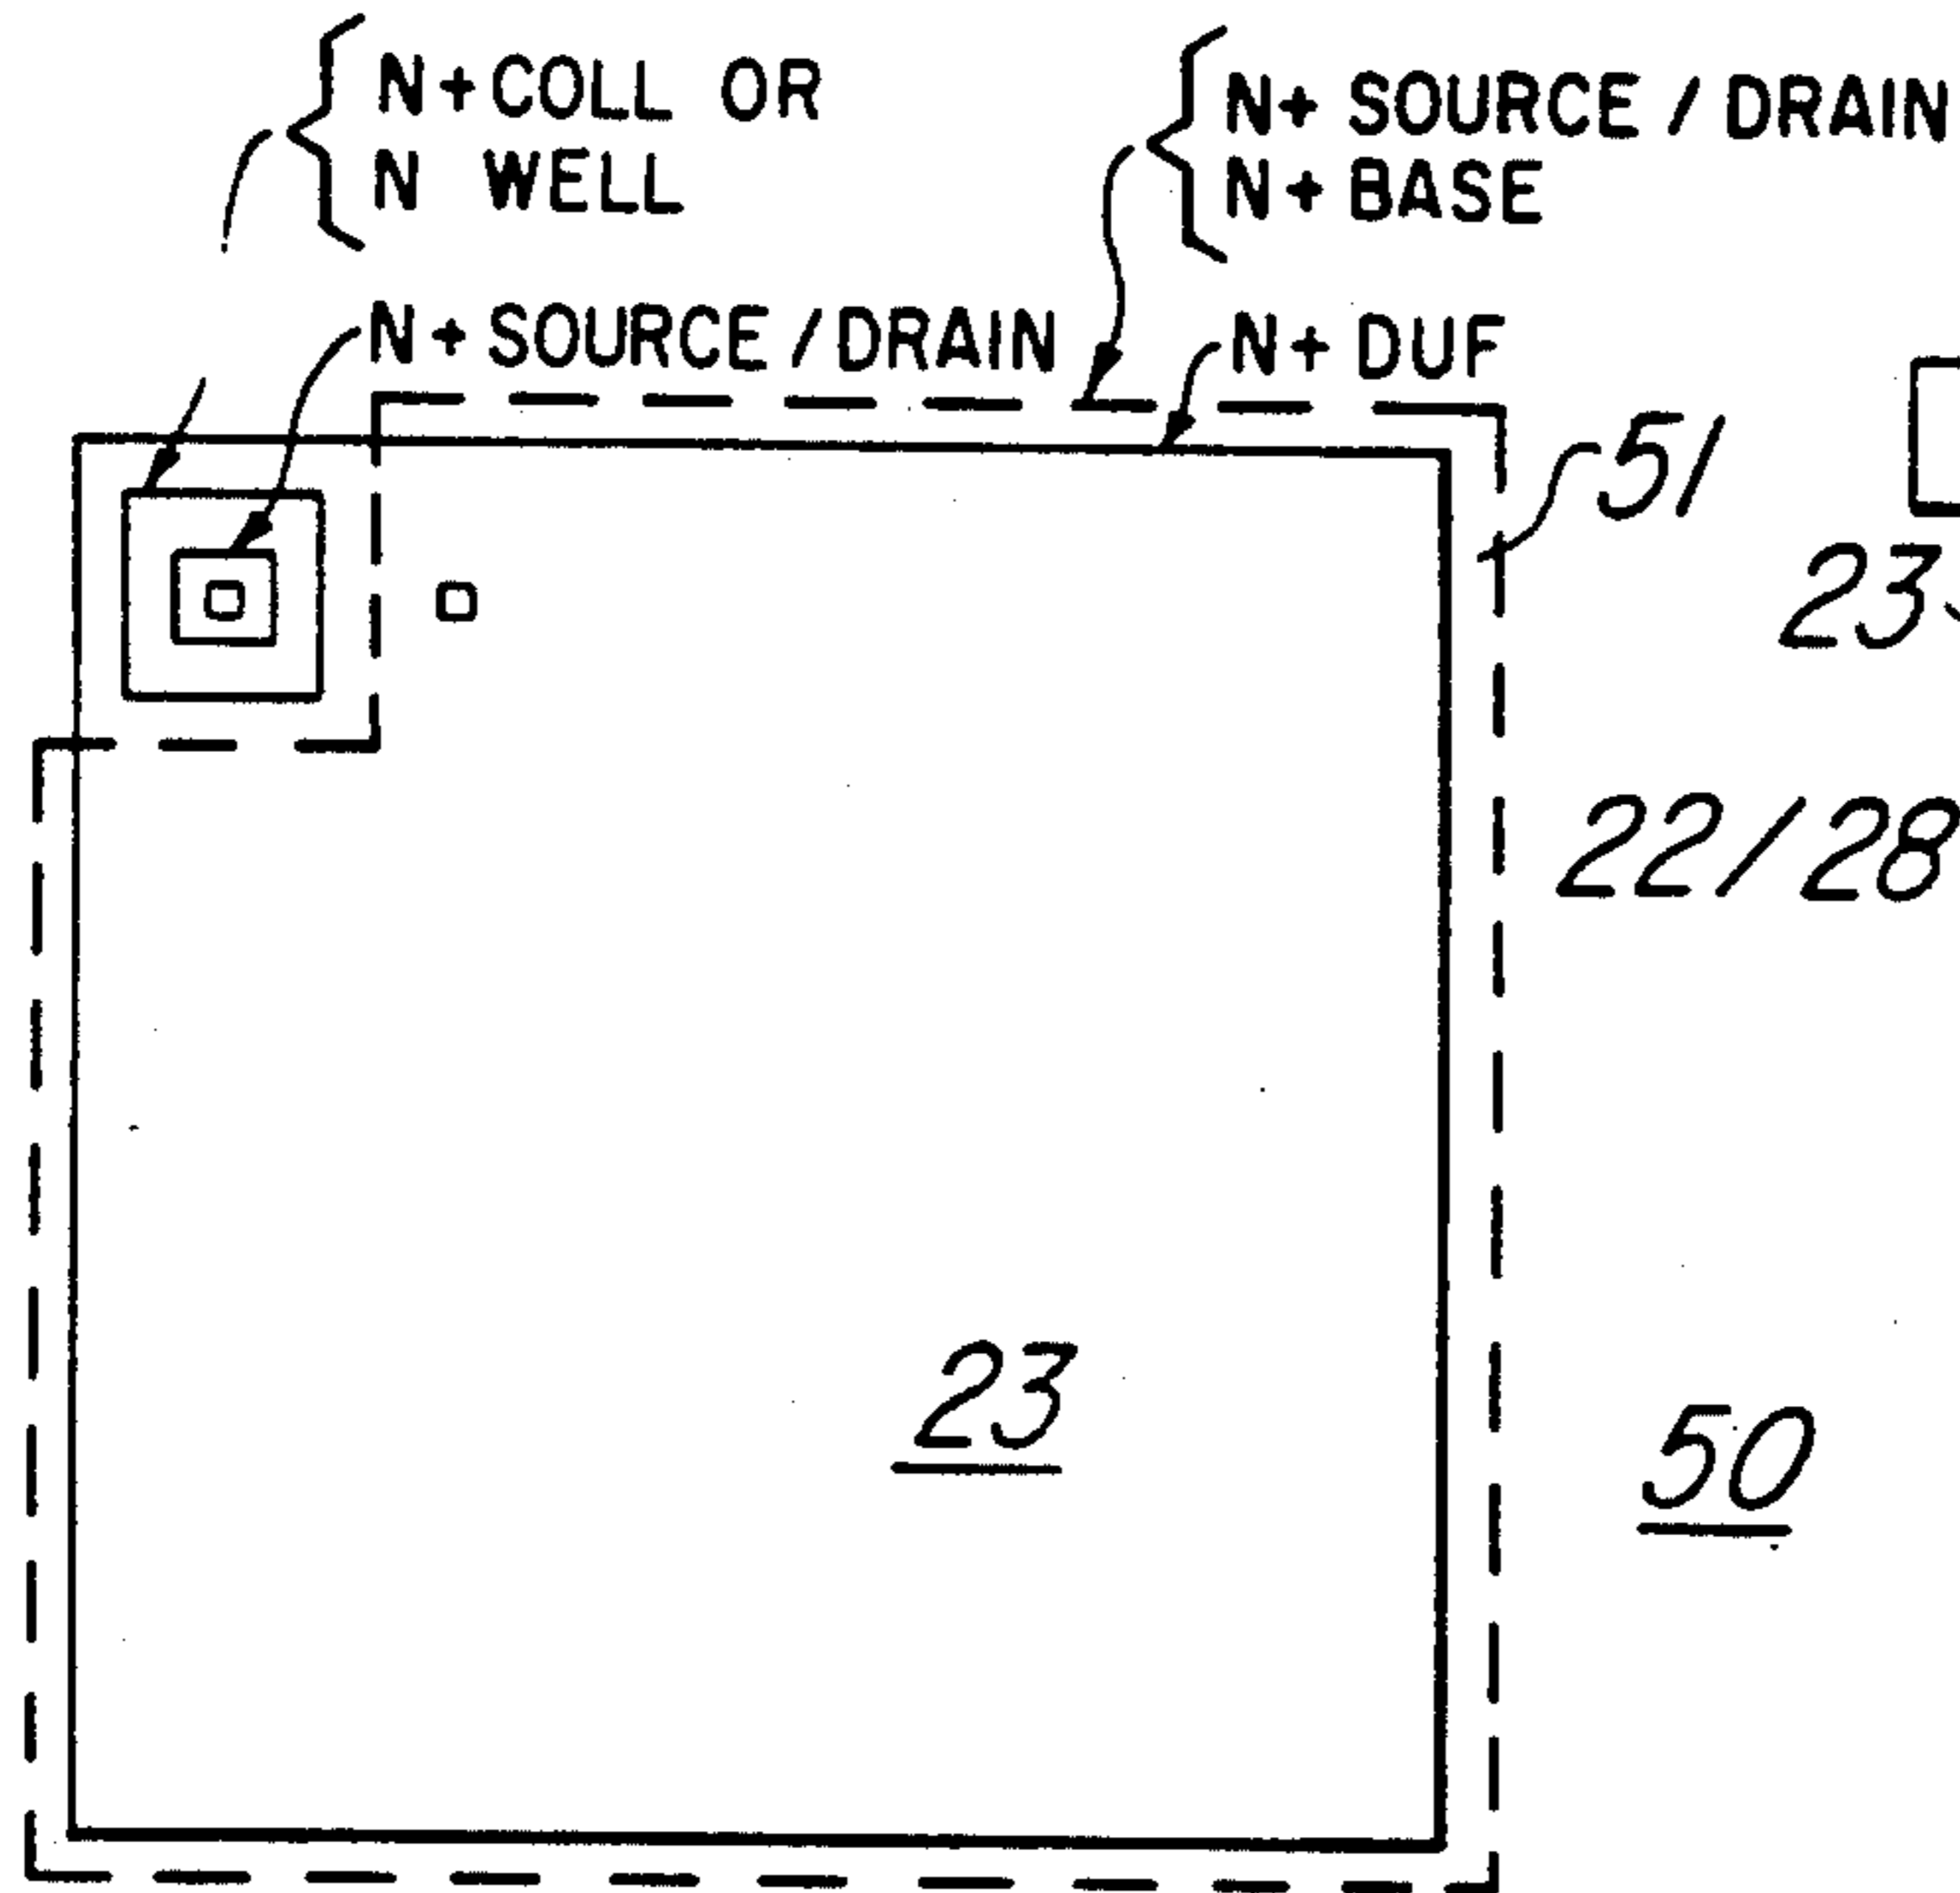 N+COLL OR
N WELL
N+ SOURCE / DRAIN
N+ BASE
N+ SOURCE / DRAIN
N+ DUF
51
23
22/28
23
50